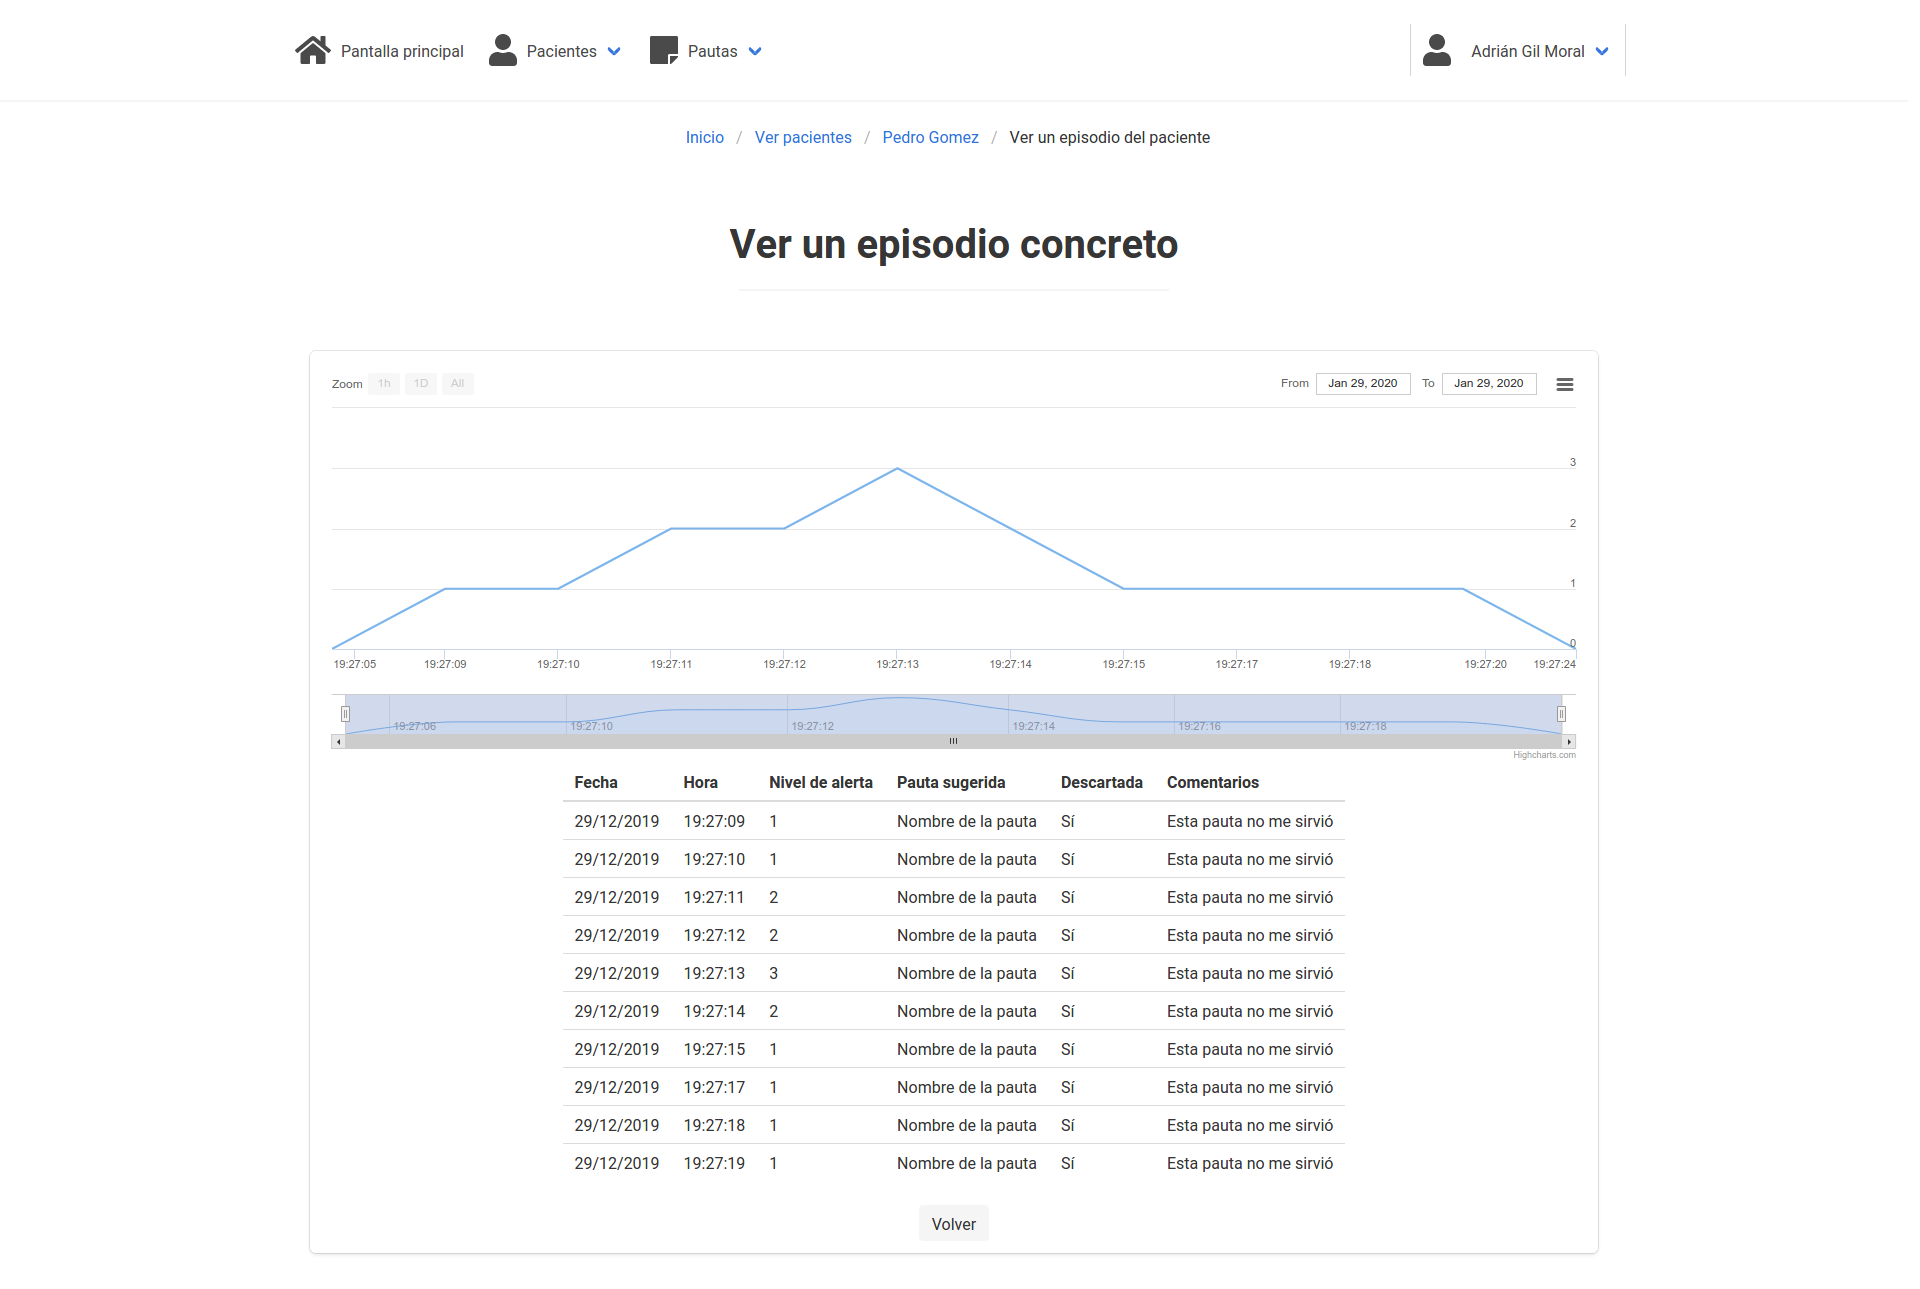 Pantalla principal Pacientes Pautas Adrián Gil Moral
Inicio / Ver pacientes / Pedro Gomez / Ver un episodio del paciente
Ver un episodio concreto
Zoom 1h 1D All From Jan 29, 2020 To Jan 29, 2020
3
2
1
0
19:27:05 19:27:09 19:27:10 19:27:11 19:27:12 19:27:13 19:27:14 19:27:15 19:27:17 19:27:18 19:27:20 19:27:24
19:27:06 19:27:10 19:27:12 19:27:14 19:27:16 19:27:18
Highcharts.com
Fecha Hora Nivel de alerta Pauta sugerida Descartada Comentarios
29/12/2019 19:27:09 1 Nombre de la pauta Sí Esta pauta no me sirvió
29/12/2019 19:27:10 1 Nombre de la pauta Sí Esta pauta no me sirvió
29/12/2019 19:27:11 2 Nombre de la pauta Sí Esta pauta no me sirvió
29/12/2019 19:27:12 2 Nombre de la pauta Sí Esta pauta no me sirvió
29/12/2019 19:27:13 3 Nombre de la pauta Sí Esta pauta no me sirvió
29/12/2019 19:27:14 2 Nombre de la pauta Sí Esta pauta no me sirvió
29/12/2019 19:27:15 1 Nombre de la pauta Sí Esta pauta no me sirvió
29/12/2019 19:27:17 1 Nombre de la pauta Sí Esta pauta no me sirvió
29/12/2019 19:27:18 1 Nombre de la pauta Sí Esta pauta no me sirvió
29/12/2019 19:27:19 1 Nombre de la pauta Sí Esta pauta no me sirvió
Volver